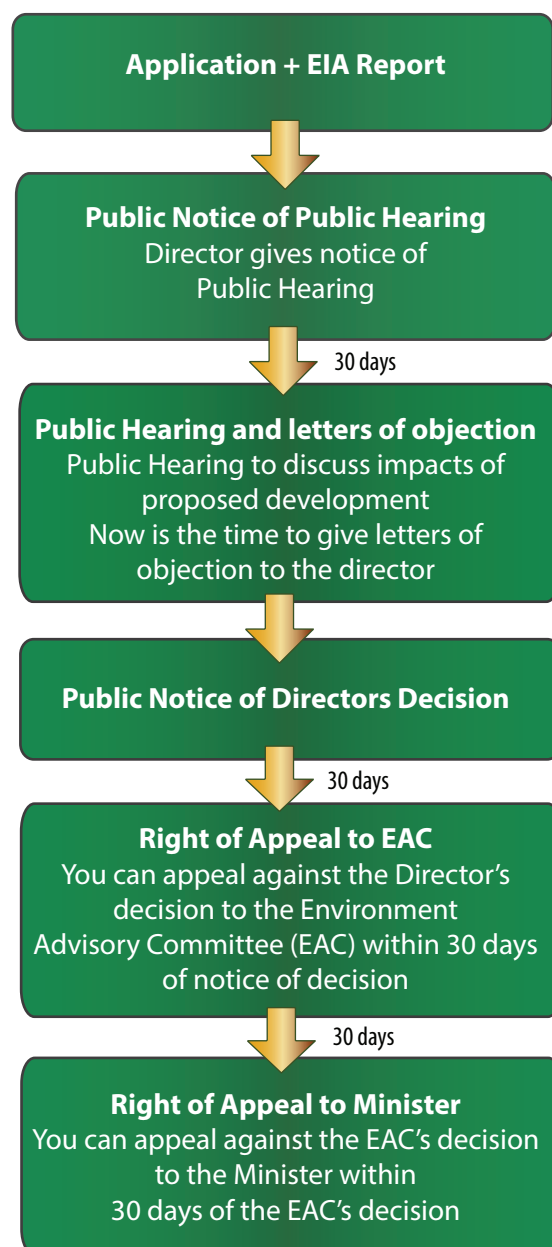 Application + EIA Report
Public Notice of Public Hearing
Director gives notice of
Public Hearing
30 days
Public Hearing and letters of objection
Public Hearing to discuss impacts of
proposed development
Now is the time to give letters of
objection to the director
Public Notice of Directors Decision
30 days
Right of Appeal to EAC
You can appeal against the Director’s
decision to the Environment
Advisory Committee (EAC) within 30 days
of notice of decision
30 days
Right of Appeal to Minister
You can appeal against the EAC’s decision
to the Minister within
30 days of the EAC’s decision